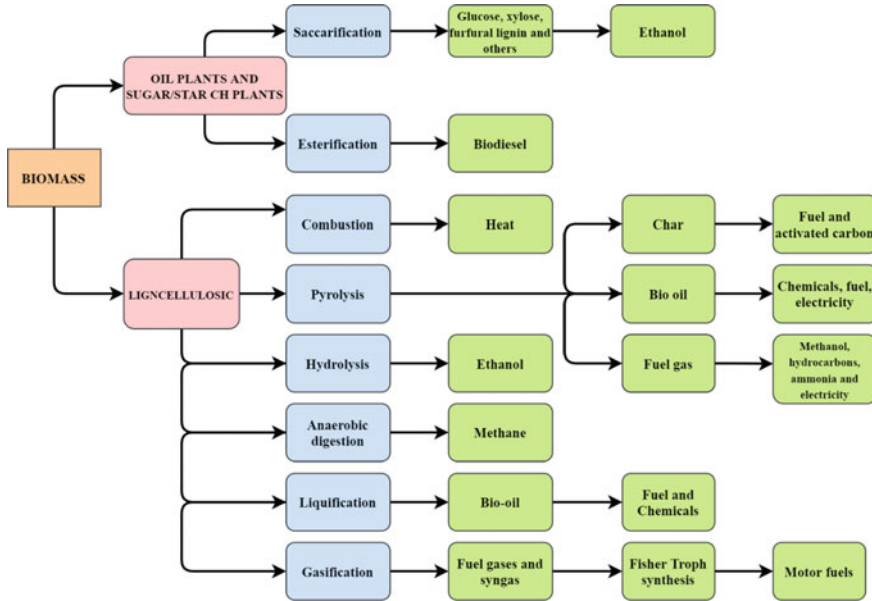 Saccarification
Glucose, xylose,
furfural lignin and
others
Ethanol
OIL PLANTS AND
SUGAR/STAR CH PLANTS
Esterification
Biodiesel
BIOMASS
Combustion
Heat
Char
Fuel and
activated carbon
LIGNCELLULOSIC
Pyrolysis
Bio oil
Chemicals, fuel,
electricity
Hydrolysis
Ethanol
Fuel gas
Methanol,
hydrocarbons,
ammonia and
electricity
Anaerobic
digestion
Methane
Liquification
Bio-oil
Fuel and
Chemicals
Gasification
Fuel gases and
syngas
Fisher Troph
synthesis
Motor fuels